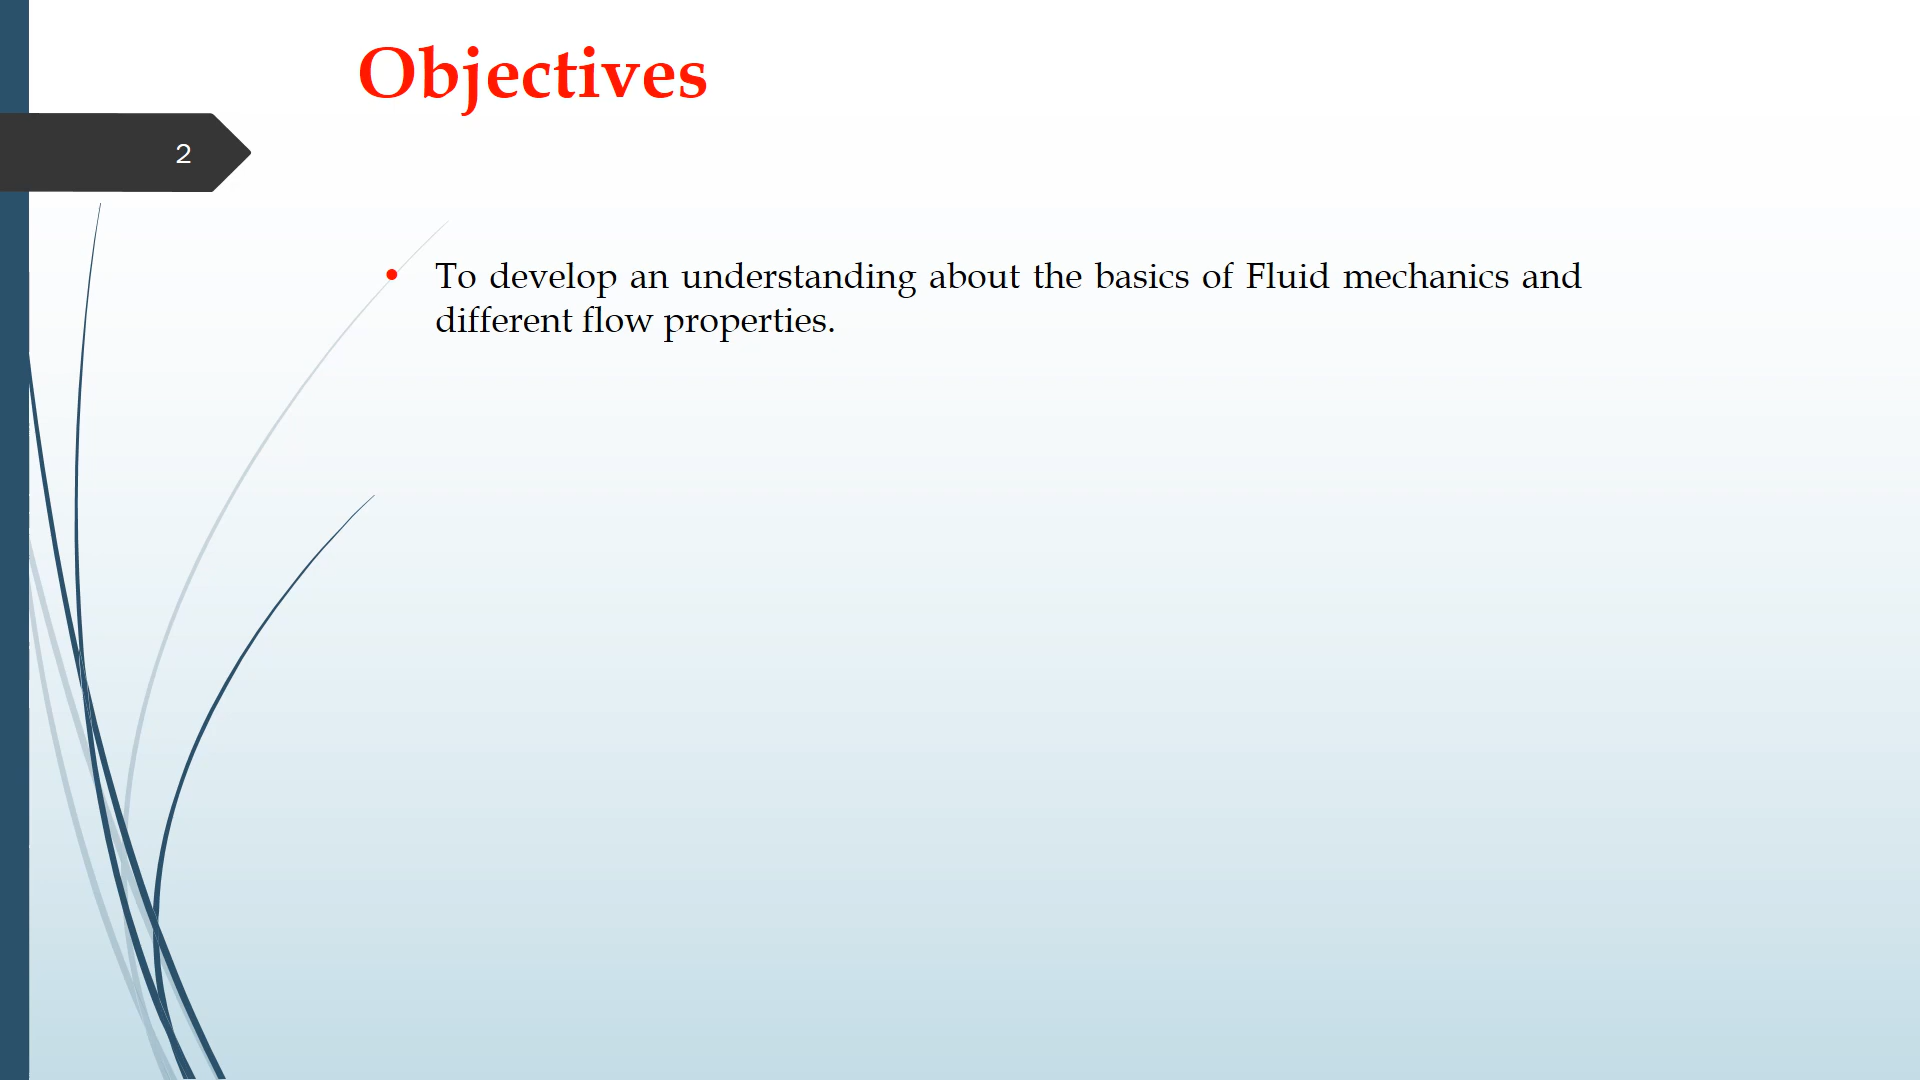 Objectives
2
• To develop an understanding about the basics of Fluid mechanics and
different flow properties.